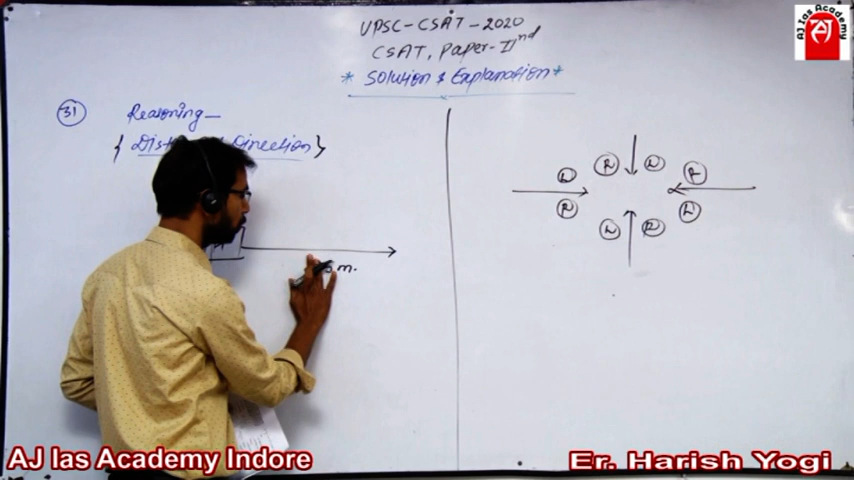 UPSC-CSAT-2020
CSAT, Paper-IInd
* Solution & Explanation *
31
Reasoning -
Direction }
m.
L
R
R
L
R
L
L
R
AJ Ias Academy
AJ Ias Academy Indore
Er. Harish Yogi